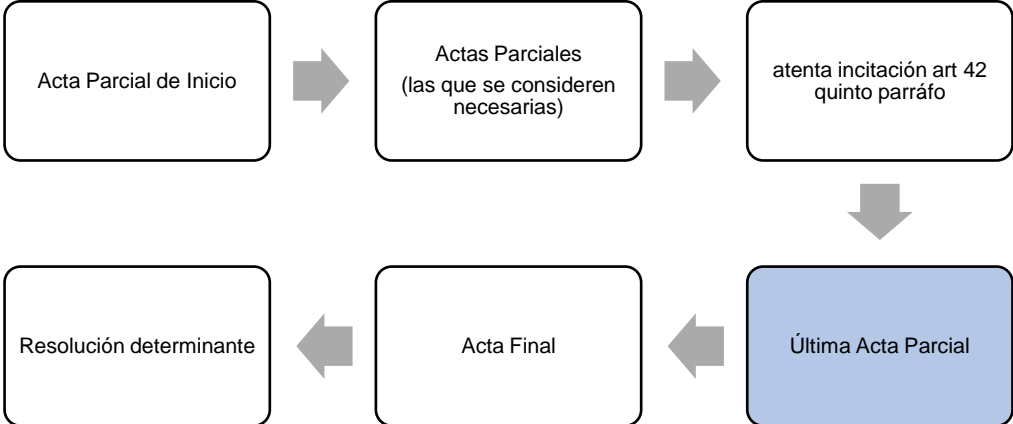 Acta Parcial de Inicio
Actas Parciales
(las que se consideren
necesarias)
atenta incitación art 42
quinto parráfo
Última Acta Parcial
Acta Final
Resolución determinante